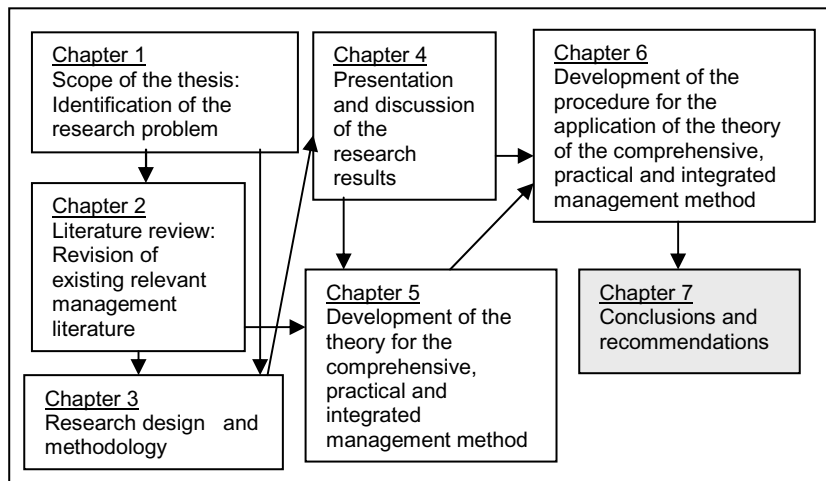 Chapter 1
Scope of the thesis:
Identification of the
research problem
Chapter 2
Literature review:
Revision of
existing relevant
management
literature
Chapter 3
Research design and
methodology
Chapter 4
Presentation
and discussion
of the
research
results
Chapter 5
Development of the
theory for the
comprehensive,
practical and
integrated
management method
Chapter 6
Development of the
procedure for the
application of the theory
of the comprehensive,
practical and integrated
management method
Chapter 7
Conclusions and
recommendations